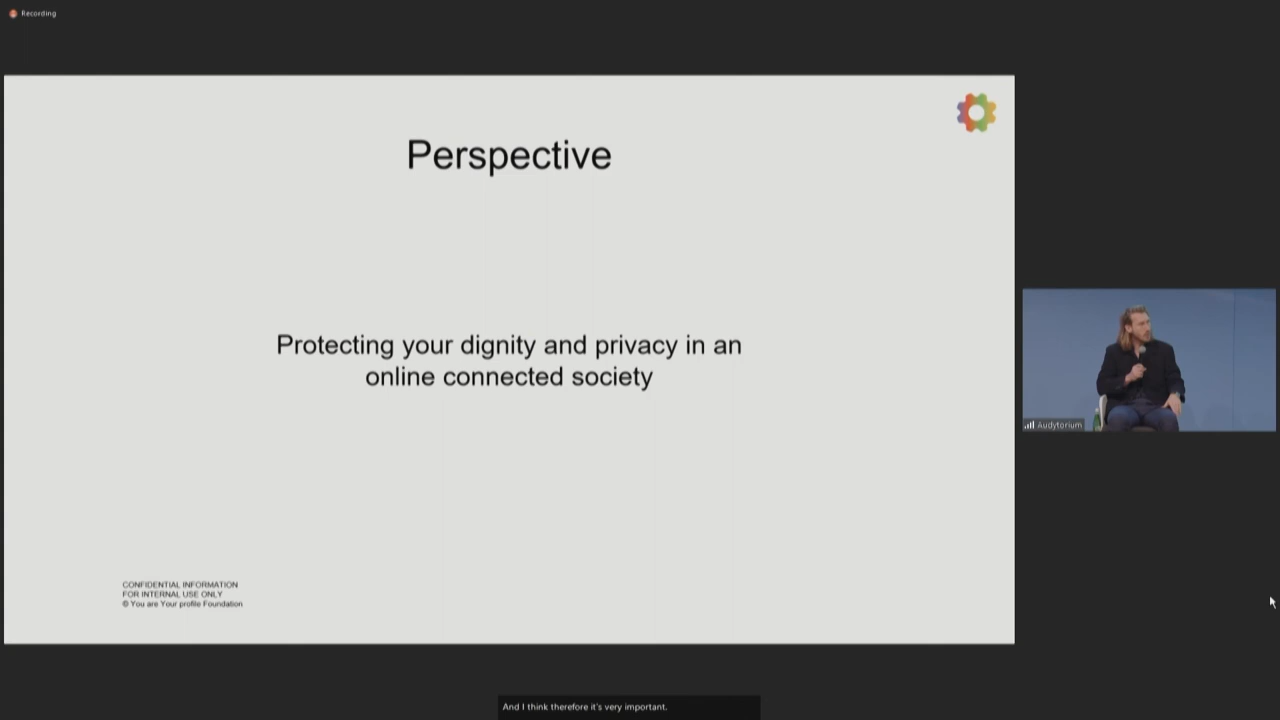 Recording
Perspective
Protecting your dignity and privacy in an
online connected society
Audytorium
CONFIDENTIAL INFORMATION
FOR INTERNAL USE ONLY
© You are Your profile Foundation
And I think therefore it's very important.